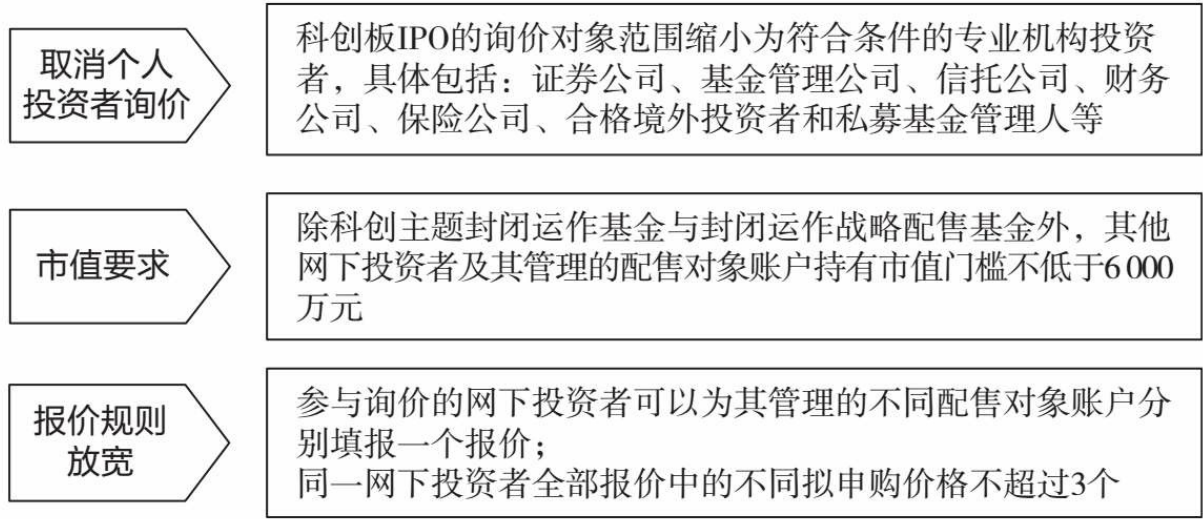 取消个人
投资者询价
科创板IPO的询价对象范围缩小为符合条件的专业机构投资
者，具体包括：证券公司、基金管理公司、信托公司、财务
公司、保险公司、合格境外投资者和私募基金管理人等
市值要求
除科创主题封闭运作基金与封闭运作战略配售基金外，其他
网下投资者及其管理的配售对象账户持有市值门槛不低于6 000
万元
报价规则
放宽
参与询价的网下投资者可以为其管理的不同配售对象账户分
别填报一个报价；
同一网下投资者全部报价中的不同拟申购价格不超过3个